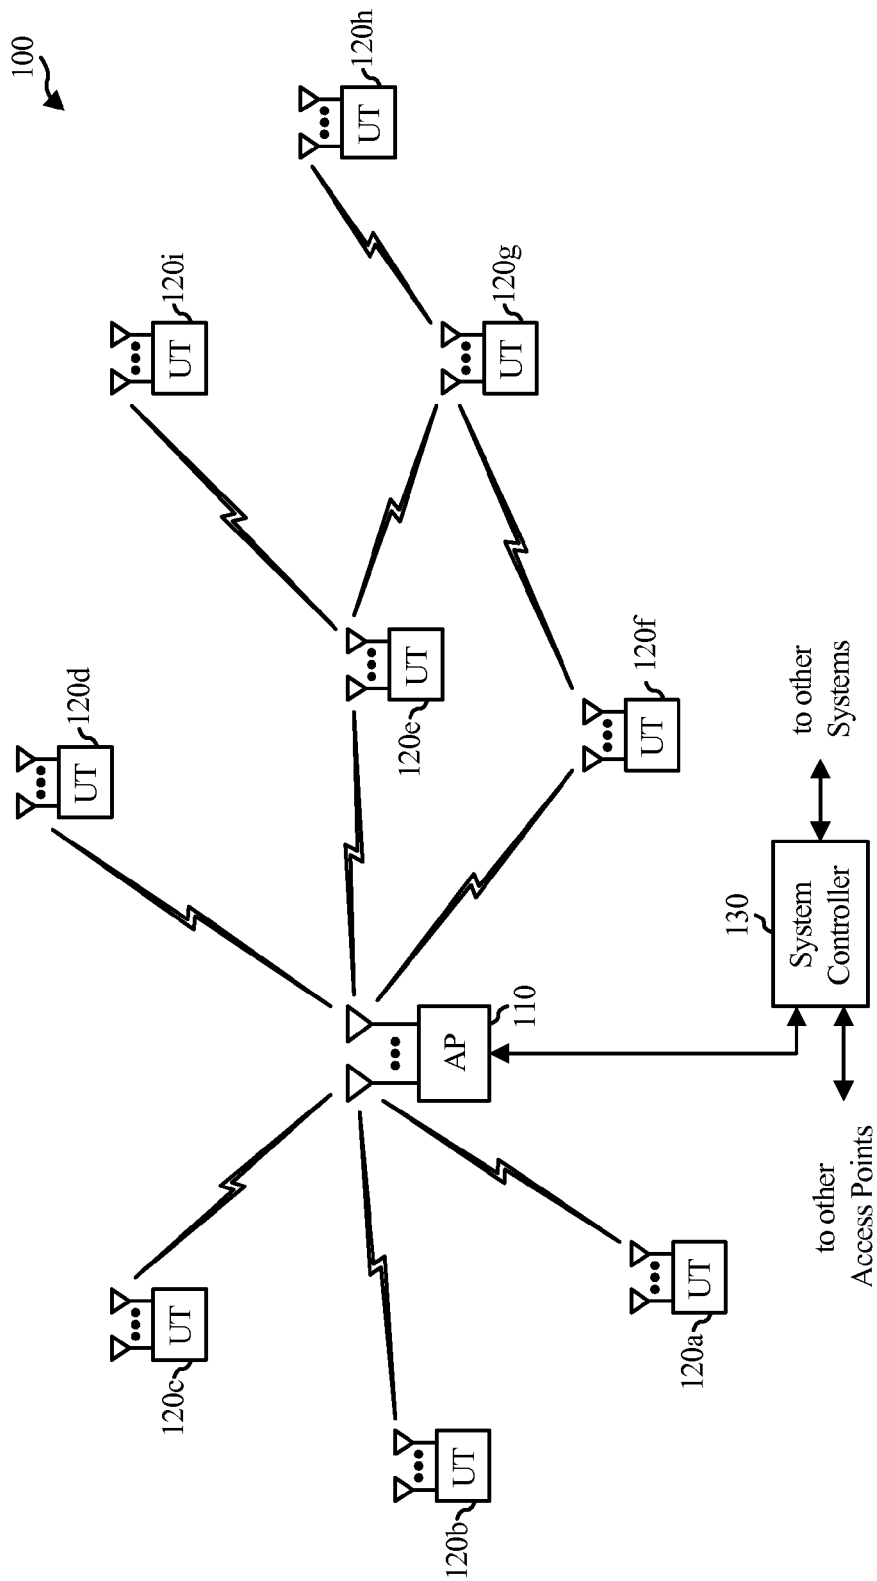 100
UT
120h
UT
120i
UT
120g
UT
120d
UT
120e
UT
120f
AP
110
UT
120c
UT
120b
UT
120a
130
System
Controller
to other
Systems
to other
Access Points